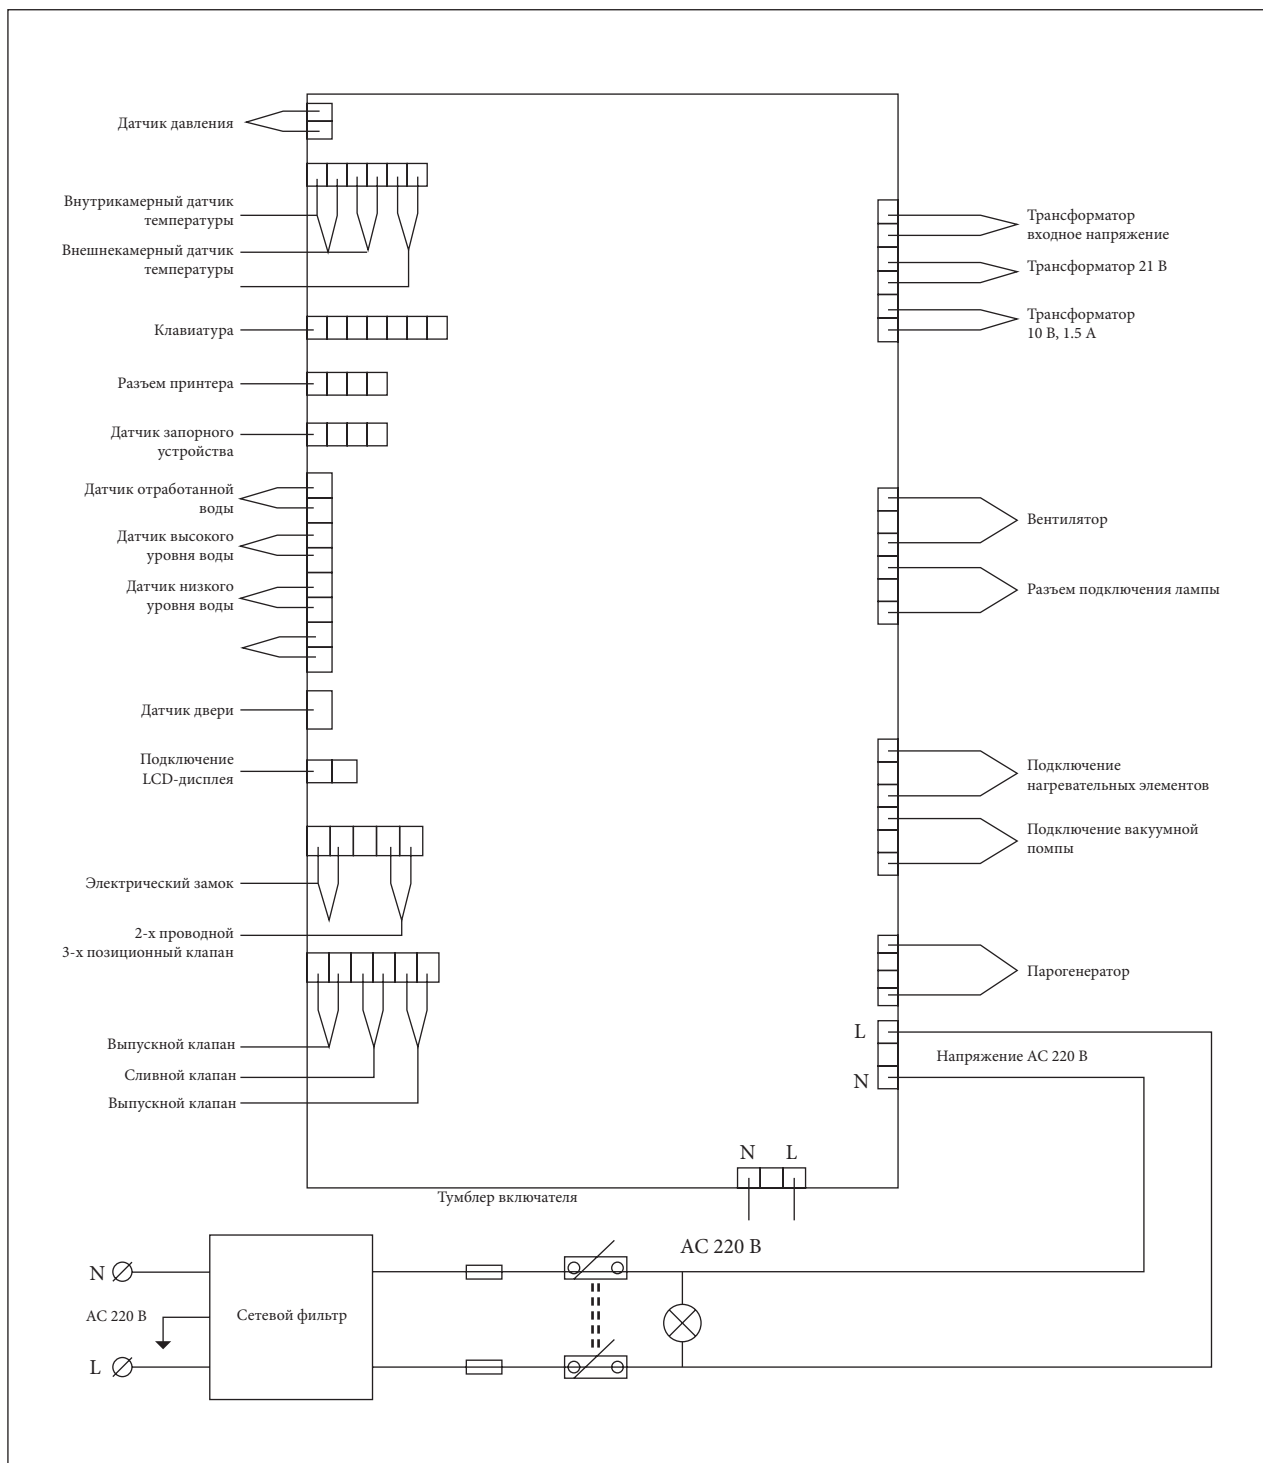 Датчик давления
Внутрикамерный датчик
температуры
Внешнекамерный датчик
температуры
Клавиатура
Разъем принтера
Датчик запорного
устройства
Датчик отработанной
воды
Датчик высокого
уровня воды
Датчик низкого
уровня воды
Датчик двери
Подключение
LCD-дисплея
Электрический замок
2-х проводной
3-х позиционный клапан
Выпускной клапан
Сливной клапан
Выпускной клапан
Трансформатор
входное напряжение
Трансформатор 21 В
Трансформатор
10 В, 1.5 А
Вентилятор
Разъем подключения лампы
Подключение
нагревательных элементов
Подключение вакуумной
помпы
Парогенератор
L
Напряжение АС 220 В
N
N L
Тумблер включателя
АС 220 В
N
АС 220 В
Сетевой фильтр
L